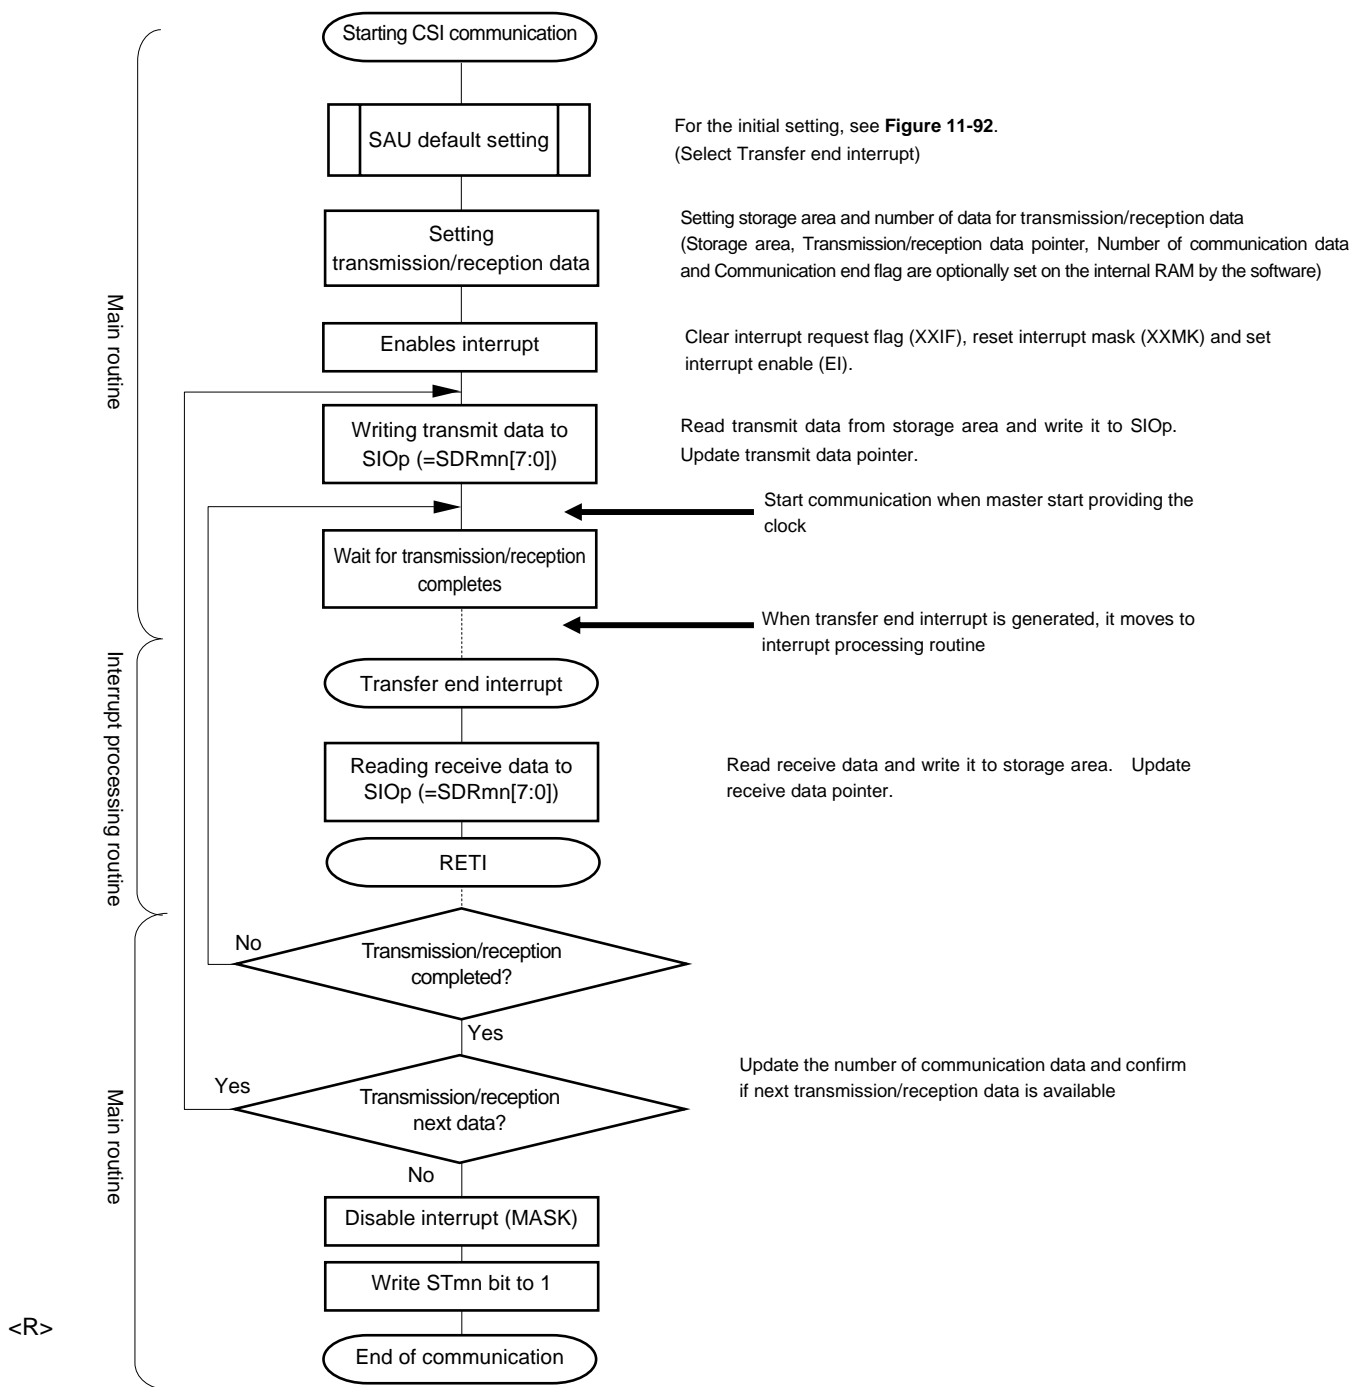 Starting CSI communication
SAU default setting
For the initial setting, see Figure 11-92.
(Select Transfer end interrupt)
Setting
transmission/reception data
Setting storage area and number of data for transmission/reception data
(Storage area, Transmission/reception data pointer, Number of communication data
and Communication end flag are optionally set on the internal RAM by the software)
Main routine
Enables interrupt
Clear interrupt request flag (XXIF), reset interrupt mask (XXMK) and set
interrupt enable (EI).
Writing transmit data to
SIOp (=SDRmn[7:0])
Read transmit data from storage area and write it to SIOp.
Update transmit data pointer.
Start communication when master start providing the
clock
Wait for transmission/reception
completes
When transfer end interrupt is generated, it moves to
interrupt processing routine
Interrupt processing routine
Transfer end interrupt
Reading receive data to
SIOp (=SDRmn[7:0])
Read receive data and write it to storage area. Update
receive data pointer.
RETI
No
Transmission/reception
completed?
Yes
Main routine
Yes
Transmission/reception
next data?
Update the number of communication data and confirm
if next transmission/reception data is available
No
Disable interrupt (MASK)
Write STmn bit to 1
<R>
End of communication